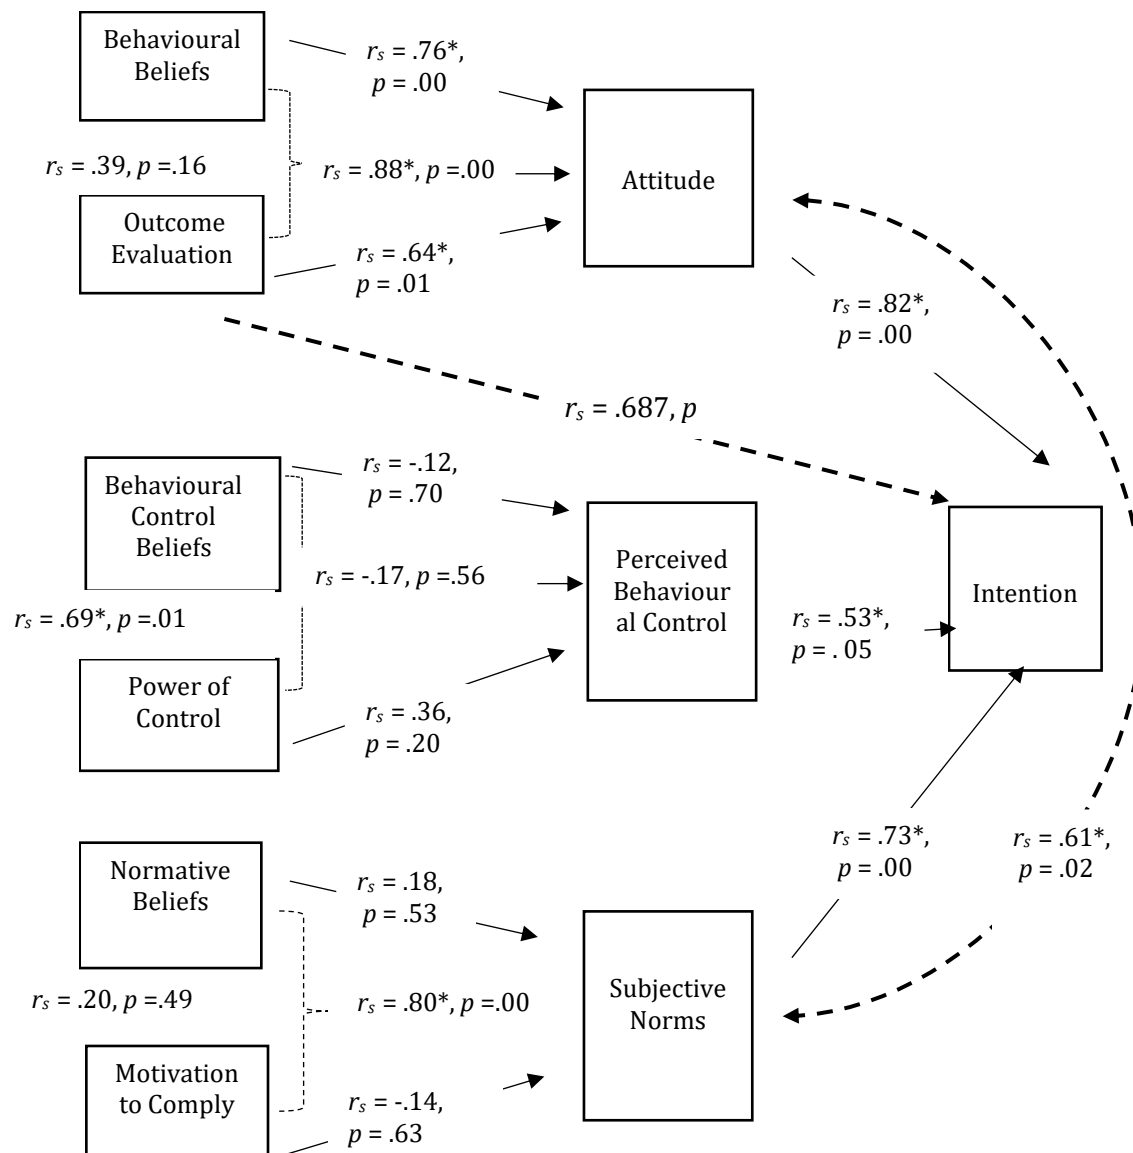 Behavioural
Beliefs
rs = .76*,
p = .00
rs = .39, p =.16
rs = .88*, p =.00
Attitude
Outcome
Evaluation
rs = .64*,
p = .01
rs = .82*,
p = .00
rs = .687, p
Behavioural
Control
Beliefs
rs = -.12,
p = .70
rs = -.17, p =.56
Perceived
Behaviour
al Control
Intention
rs = .69*, p =.01
rs = .53*,
p = . 05
Power of
Control
rs = .36,
p = .20
rs = .73*,
p = .00
rs = .61*,
p = .02
Normative
Beliefs
rs = .18,
p = .53
rs = .20, p =.49
rs = .80*, p =.00
Subjective
Norms
Motivation
to Comply
rs = -.14,
p = .63